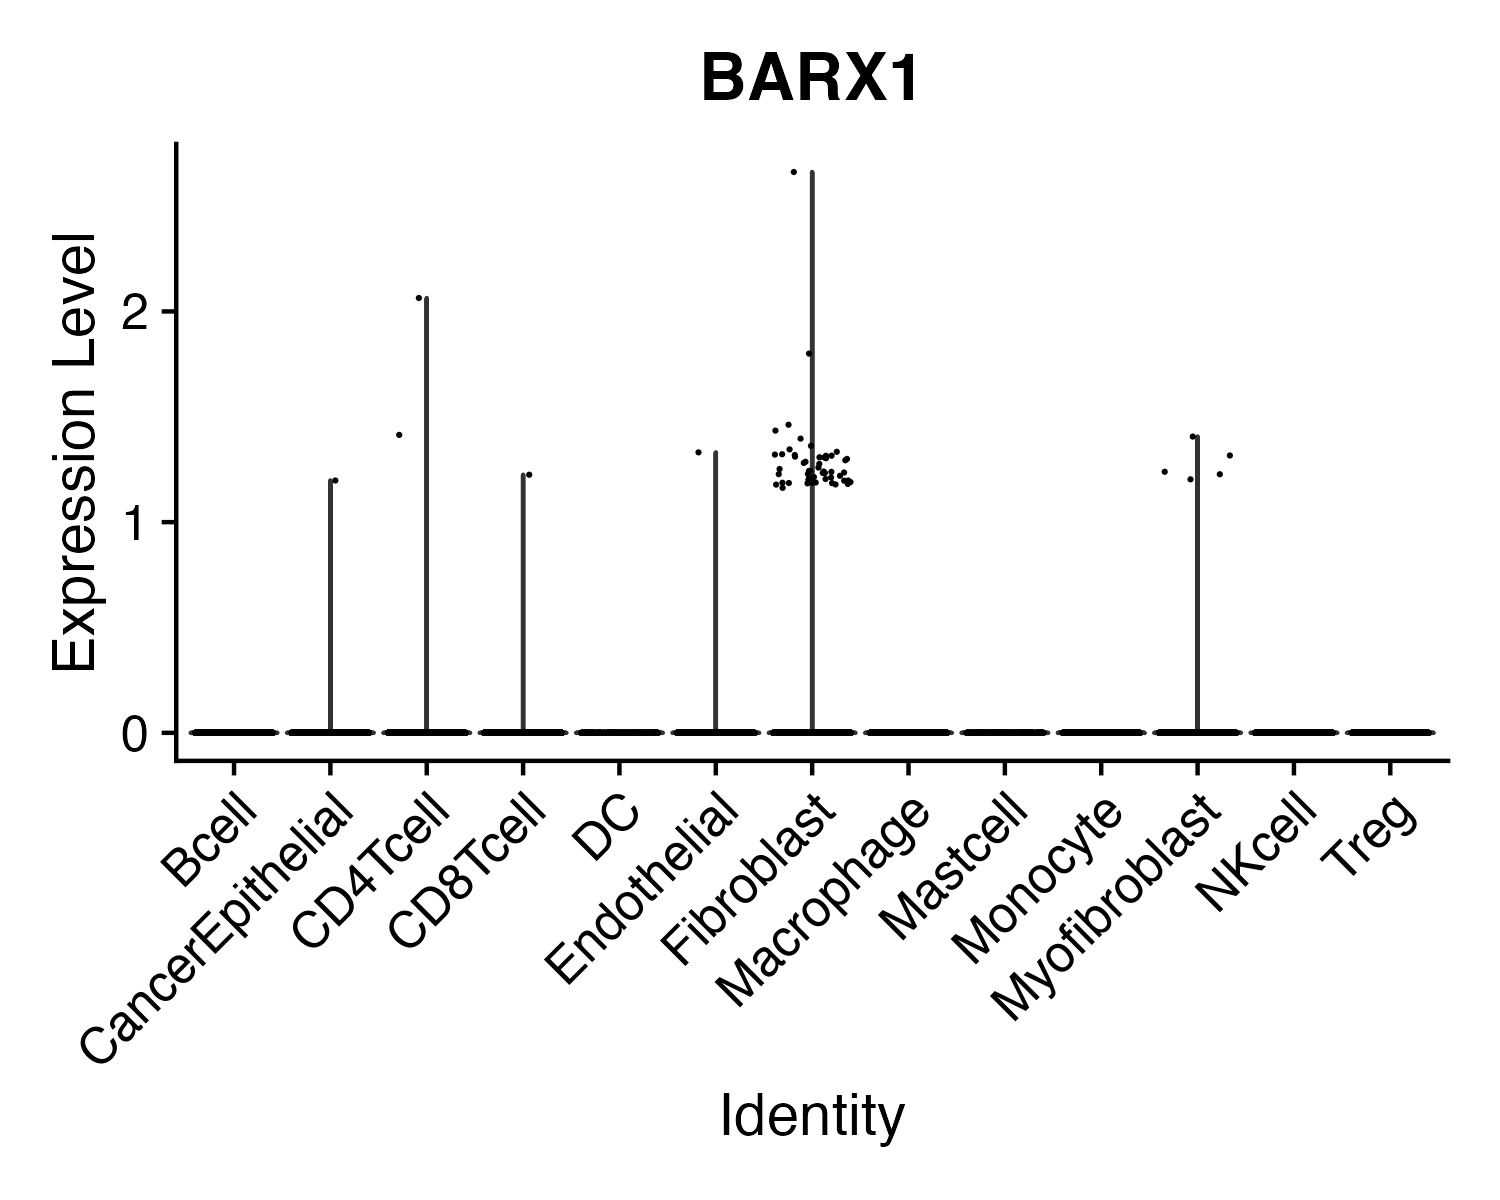 BARX1
Expression Level
2
1
0
Bcell
CancerEpithelial
CD4Tcell
CD8Tcell
DC
Endothelial
Fibroblast
Macrophage
Mastcell
Monocyte
Myofibroblast
NKcell
Treg
Identity